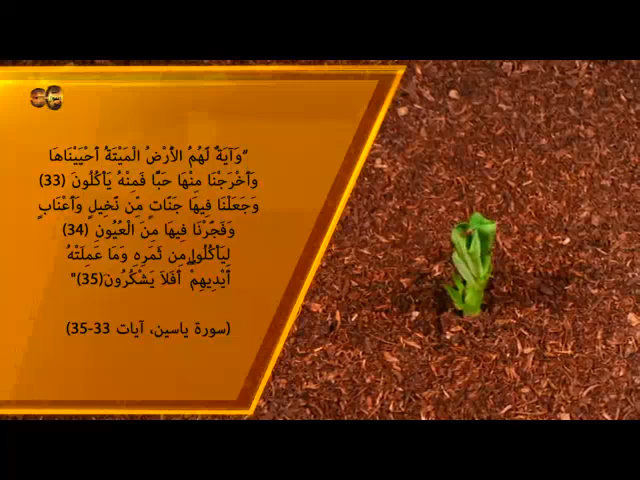 "وَآيَةٌ لَّهُمُ الأَرْضُ الْمَيْتَةُ أَحْيَيْنَاهَا
وَأَخْرَجْنَا مِنْهَا حَبًّا فَمِنْهُ يَأْكُلُونَ (33)
وَجَعَلْنَا فِيهَا جَنَّاتٍ مِّن نَّخِيلٍ وَأَعْنَابٍ
وَفَجَّرْنَا فِيهَا مِنَ الْعُيُونِ (34)
لِيَأْكُلُوا مِن ثَمَرِهِ وَمَا عَمِلَتْهُ
أَيْدِيهِمْ أَفَلَا يَشْكُرُونَ(35)"
(سورة ياسين، آيات 33-35)